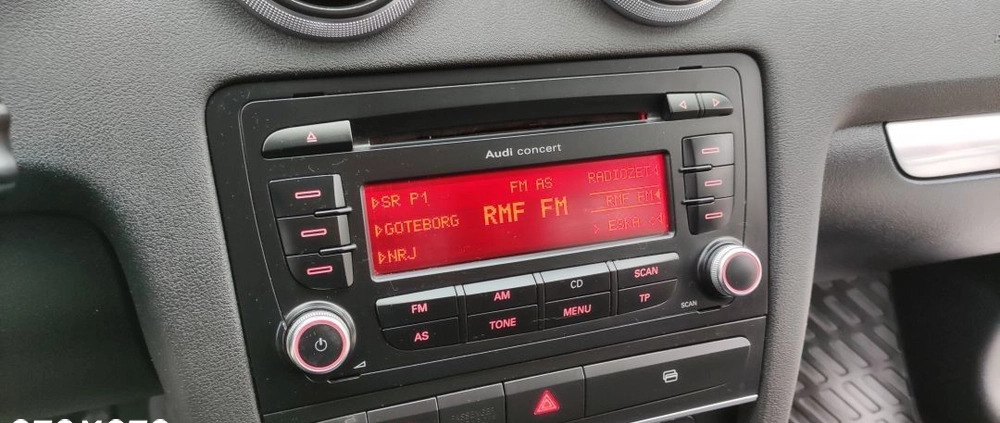 Audi concert
SR P1
FM AS
RADIOZET
GOTEBORG
RMF FM
RMF FM
NRJ
ESKA
FM
AM
CD
SCAN
AS
TONE
MENU
TP
SCAN
OTOMOTO